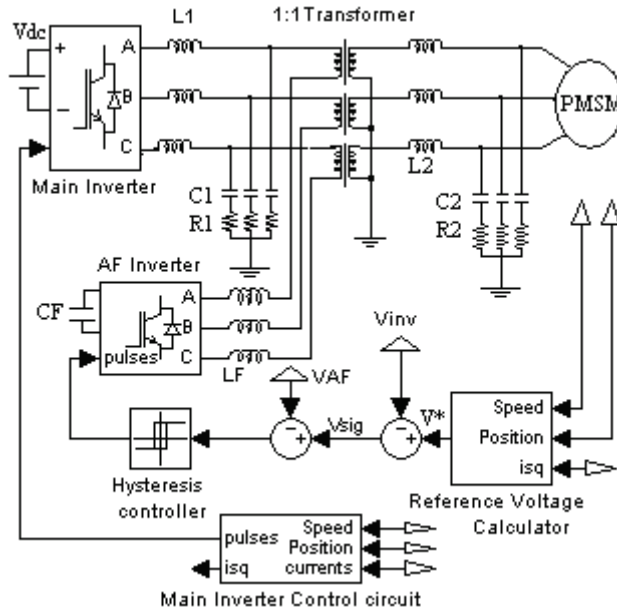 L1
1:1Transformer
Vdc
+
−
A
B
C
Main Inverter
PMSM
L2
C1
R1
C2
R2
AF Inverter
CF
A
B
C
pulses
LF
VAF
Vinv
Speed
Position
isq
V*
Vsig
− +
− +
Hysteresis
controller
Reference Voltage
Calculator
pulses
isq
Speed
Position
currents
Main Inverter Control circuit